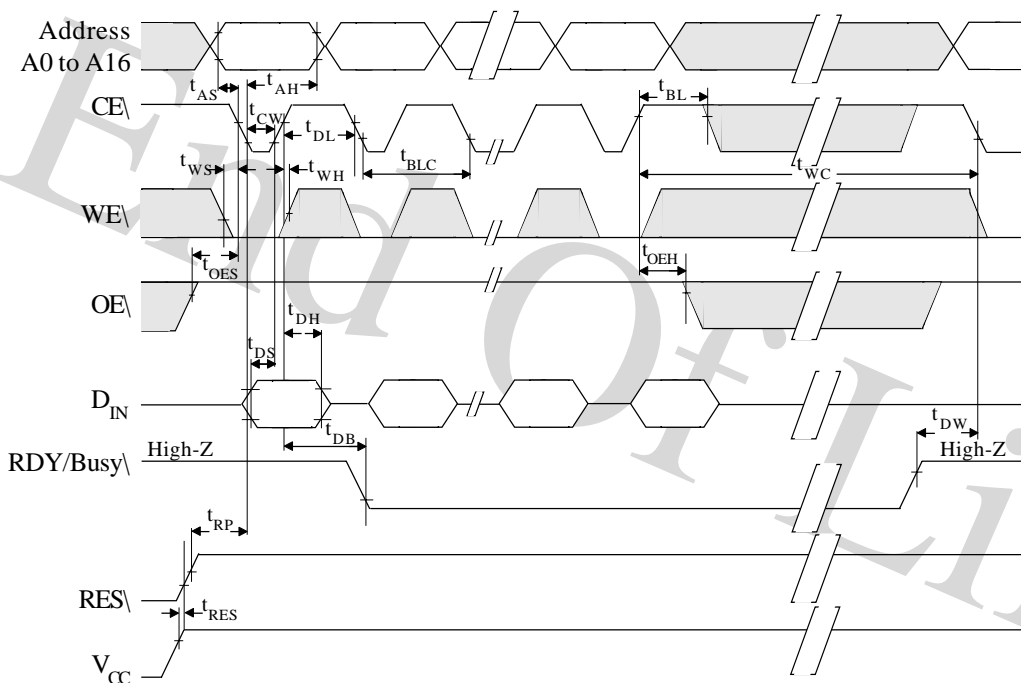 Address
A0 to A16
tAS
tAH
CE\
tCW
tDL
tBL
tBLC
tWS
tWH
tWC
WE\
tOES
tOEH
OE\
tDH
tDS
DIN
tDB
tDW
RDY/Busy\
High-Z
High-Z
tRP
RES\
tRES
VCC
End Of Li